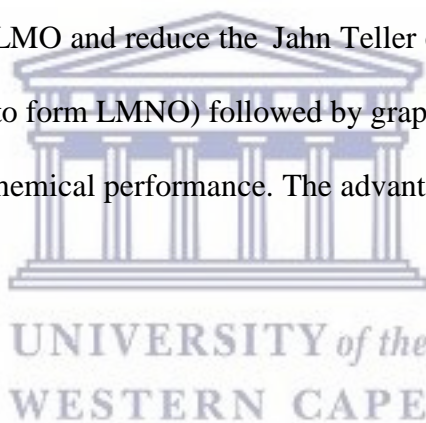 LMO and reduce the Jahn Teller
to form LMNO) followed by grap
hemical performance. The advant
UNIVERSITY of the
WESTERN CAPE